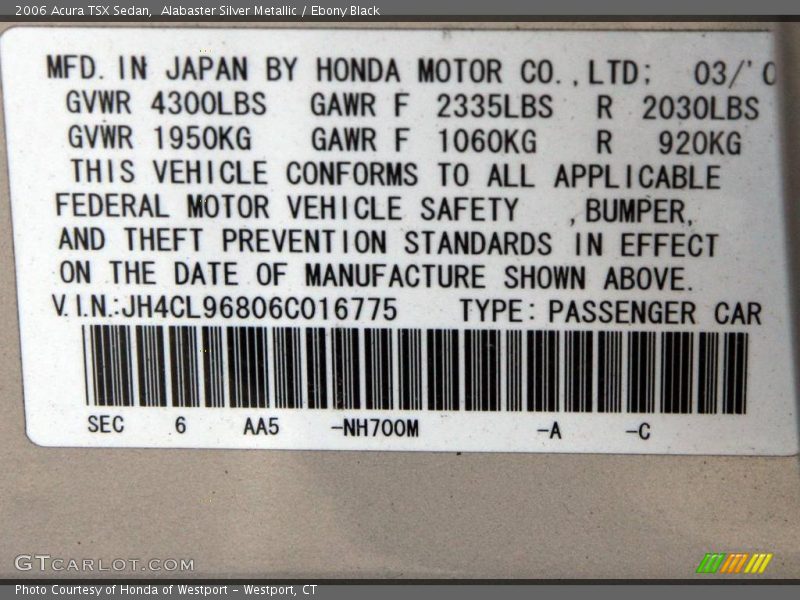 2006 Acura TSX Sedan,  Alabaster Silver Metallic / Ebony Black
MFD. IN JAPAN BY HONDA MOTOR CO.,LTD; 03/'0
GVWR 4300LBS GAWR F 2335LBS R 2030LBS
GVWR 1950KG GAWR F 1060KG R 920KG
THIS VEHICLE CONFORMS TO ALL APPLICABLE
FEDERAL MOTOR VEHICLE SAFETY ,BUMPER,
AND THEFT PREVENTION STANDARDS IN EFFECT
ON THE DATE OF MANUFACTURE SHOWN ABOVE.
V.I.N.:JH4CL96806C016775 TYPE: PASSENGER CAR
SEC 6 AA5 -NH700M -A -C
GTCARLOT.COM
Photo Courtesy of Honda of Westport - Westport, CT